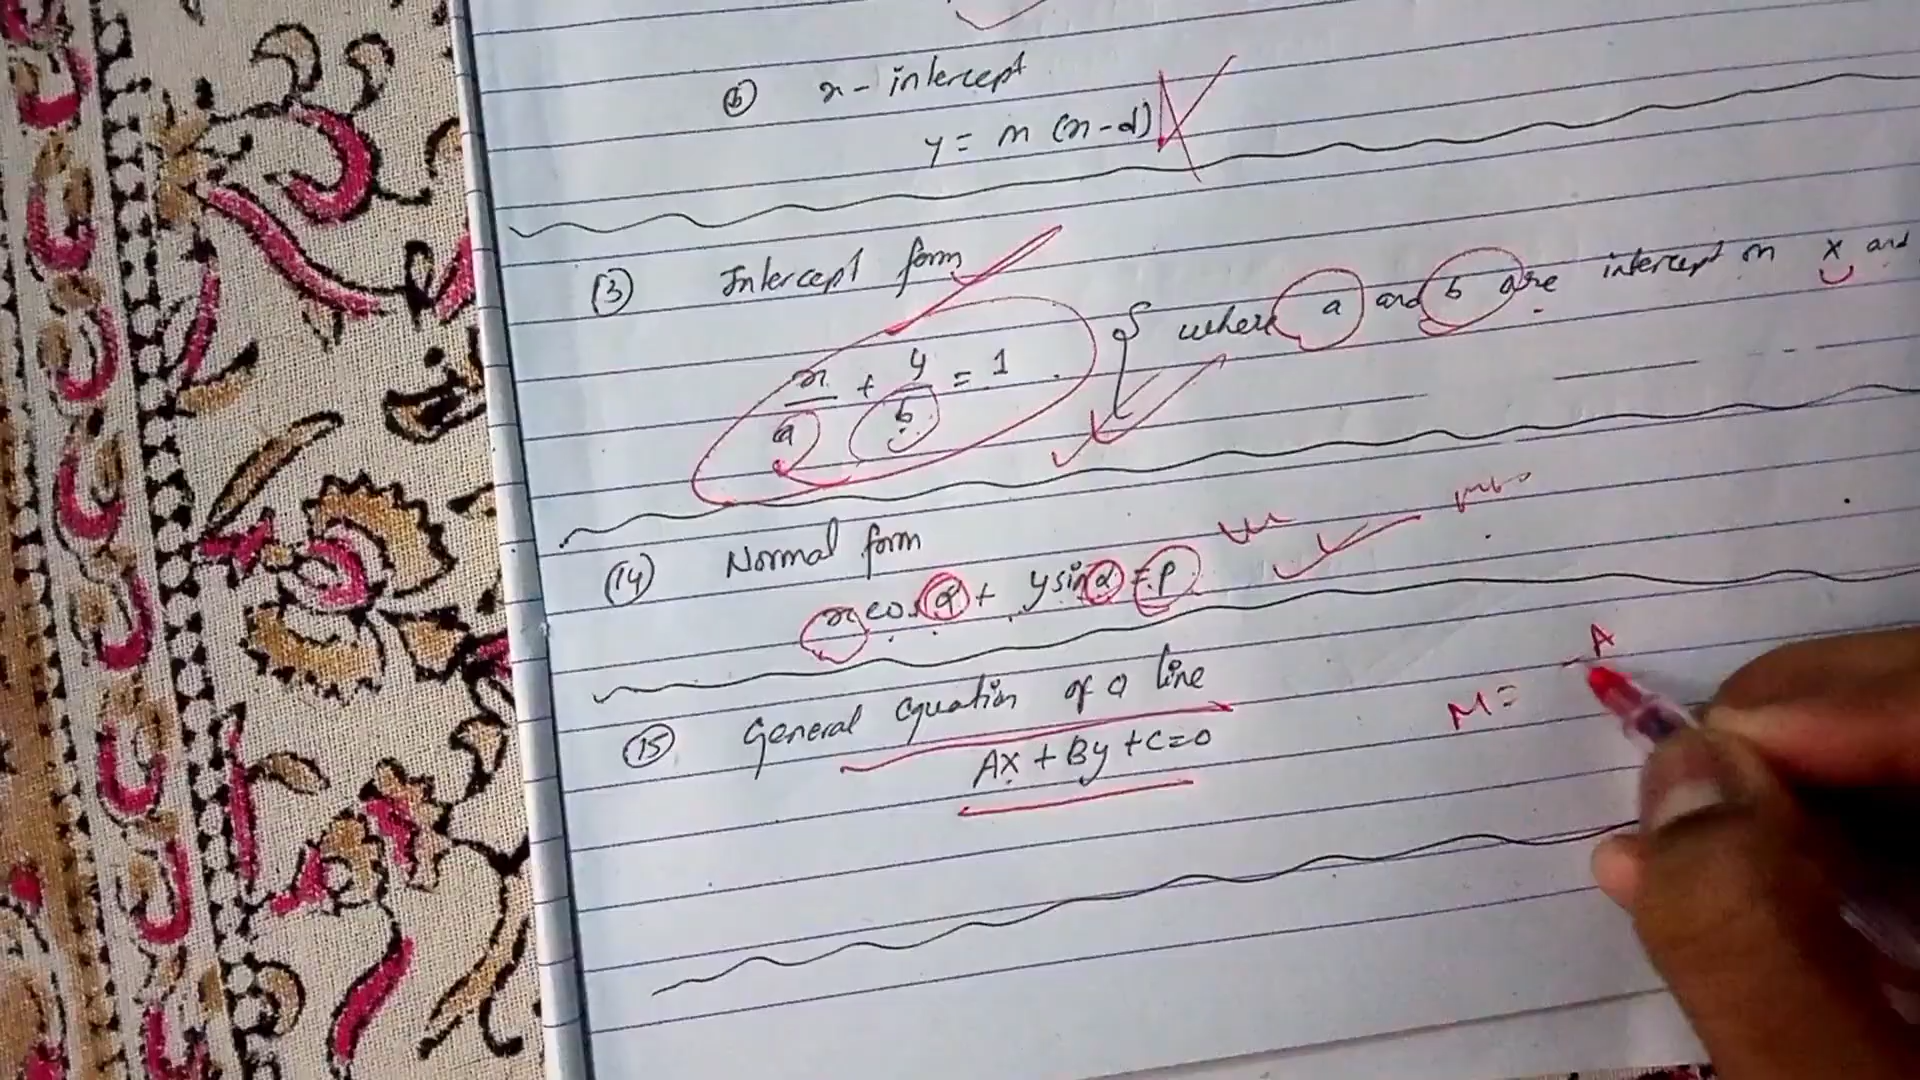 (b) x - intercept
y = m (x - d)
(13) Intercept form
x/a + y/b = 1 { where a and b are intercept on x and
(14) Normal form
x cos α + y sin α = p
(15) General equation of a line
Ax + By + C = 0
M = -A